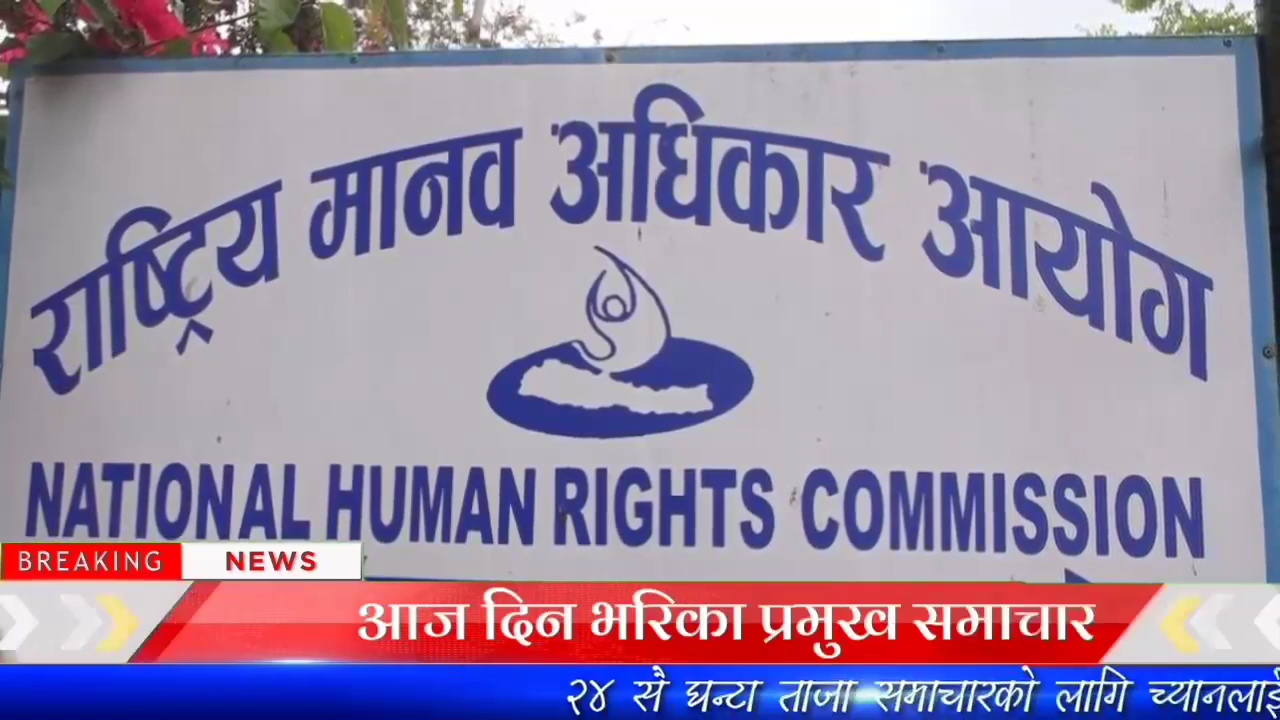 राष्ट्रिय मानव अधिकार आयोग
NATIONAL HUMAN RIGHTS COMMISSION
BREAKING NEWS
आज दिन भरिका प्रमुख समाचार
२४ सै घन्टा ताजा समाचारको लागि च्यानलाई